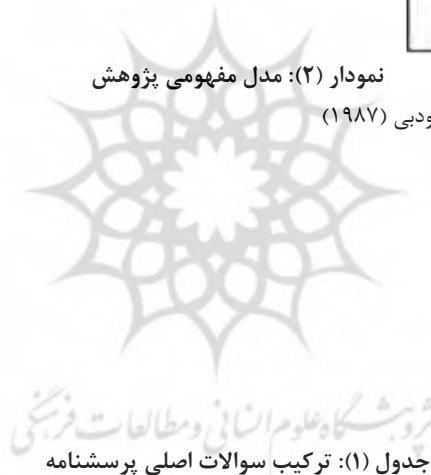 نمودار (۲): مدل مفهومی پژوهش
ودبی (۱۹۸۷)
پژوهشگاه علوم انسانی و مطالعات فرهنگی
جدول (۱): ترکیب سوالات اصلی پرسشنامه